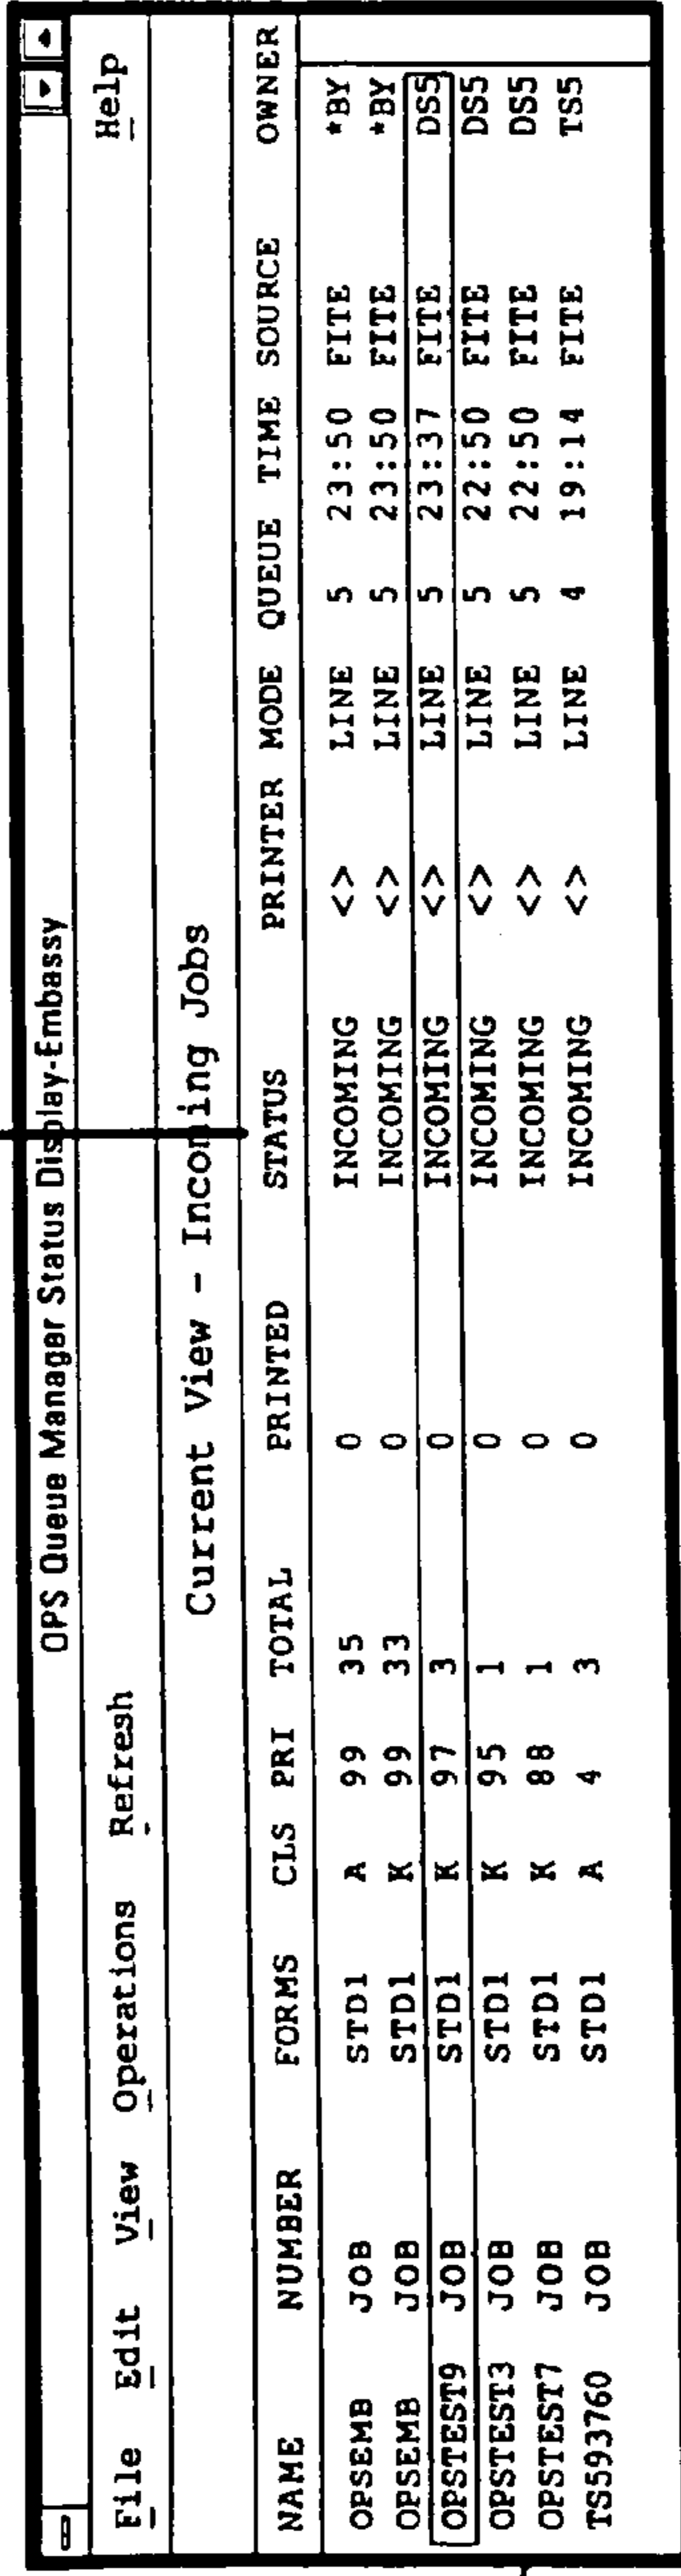 OPS Queue Manager Status Display-Embassy
File Edit View Operations Refresh Help
Current View - Incoming Jobs
NAME NUMBER FORMS CLS PRI TOTAL PRINTED STATUS PRINTER MODE QUEUE TIME SOURCE OWNER
OPSEMB JOB STD1 A 99 35 0 INCOMING <> LINE 5 23:50 FITE *BY
OPSEMB JOB STD1 K 99 33 0 INCOMING <> LINE 5 23:50 FITE *BY
OPSTEST9 JOB STD1 K 97 3 0 INCOMING <> LINE 5 23:37 FITE DS5
OPSTEST3 JOB STD1 K 95 1 0 INCOMING <> LINE 5 22:50 FITE DS5
OPSTEST7 JOB STD1 K 88 1 0 INCOMING <> LINE 5 22:50 FITE DS5
TS593760 JOB STD1 A 4 3 0 INCOMING <> LINE 4 19:14 FITE TS5